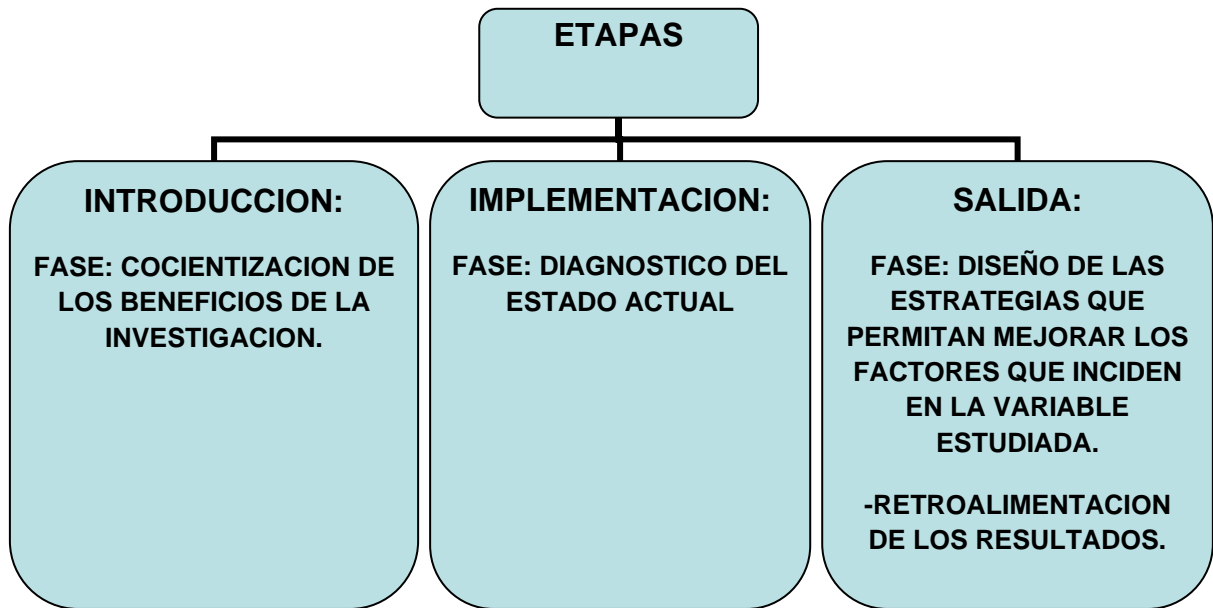 ETAPAS
INTRODUCCION:
FASE: COCIENTIZACION DE
LOS BENEFICIOS DE LA
INVESTIGACION.
IMPLEMENTACION:
FASE: DIAGNOSTICO DEL
ESTADO ACTUAL
SALIDA:
FASE: DISEÑO DE LAS
ESTRATEGIAS QUE
PERMITAN MEJORAR LOS
FACTORES QUE INCIDEN
EN LA VARIABLE
ESTUDIADA.
-RETROALIMENTACION
DE LOS RESULTADOS.